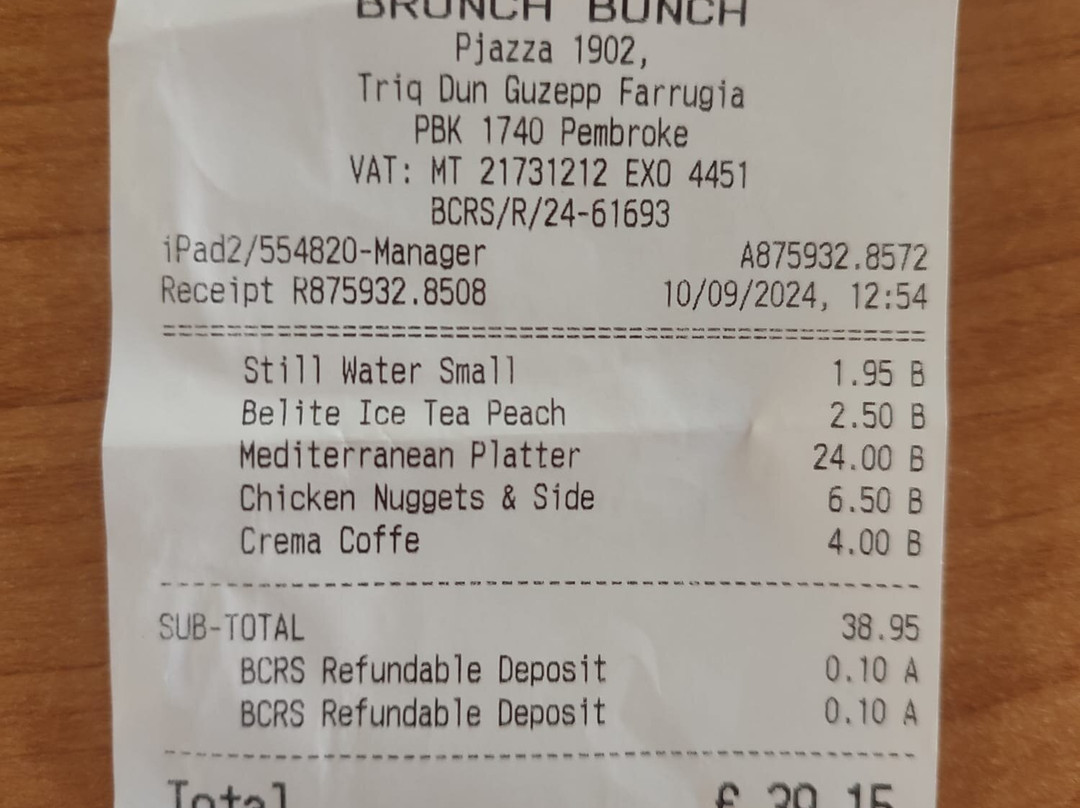 BRUNCH BUNCH
Pjazza 1902,
Triq Dun Guzepp Farrugia
PBK 1740 Pembroke
VAT: MT 21731212 EXO 4451
BCRS/R/24-61693
iPad2/554820-Manager A875932.8572
Receipt R875932.8508 10/09/2024, 12:54
Still Water Small 1.95 B
Belite Ice Tea Peach 2.50 B
Mediterranean Platter 24.00 B
Chicken Nuggets & Side 6.50 B
Crema Coffe 4.00 B
SUB-TOTAL 38.95
BCRS Refundable Deposit 0.10 A
BCRS Refundable Deposit 0.10 A
Total € 39.15